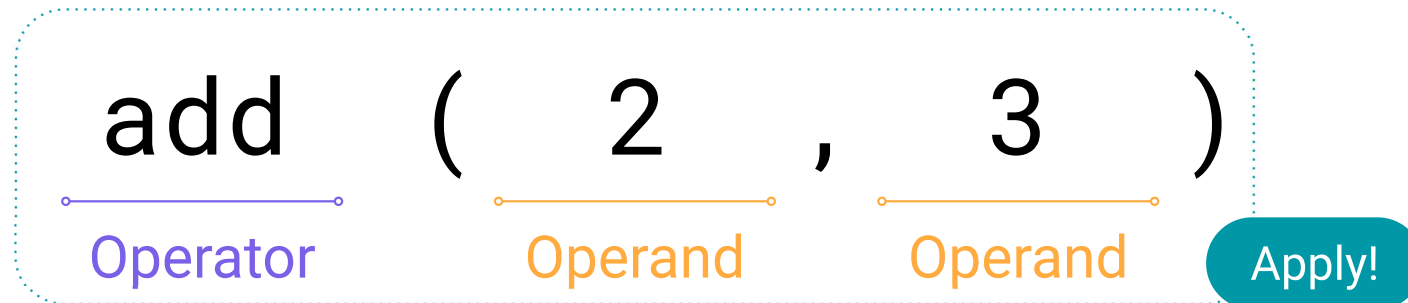 add ( 2 , 3 )
Operator Operand Operand
Apply!